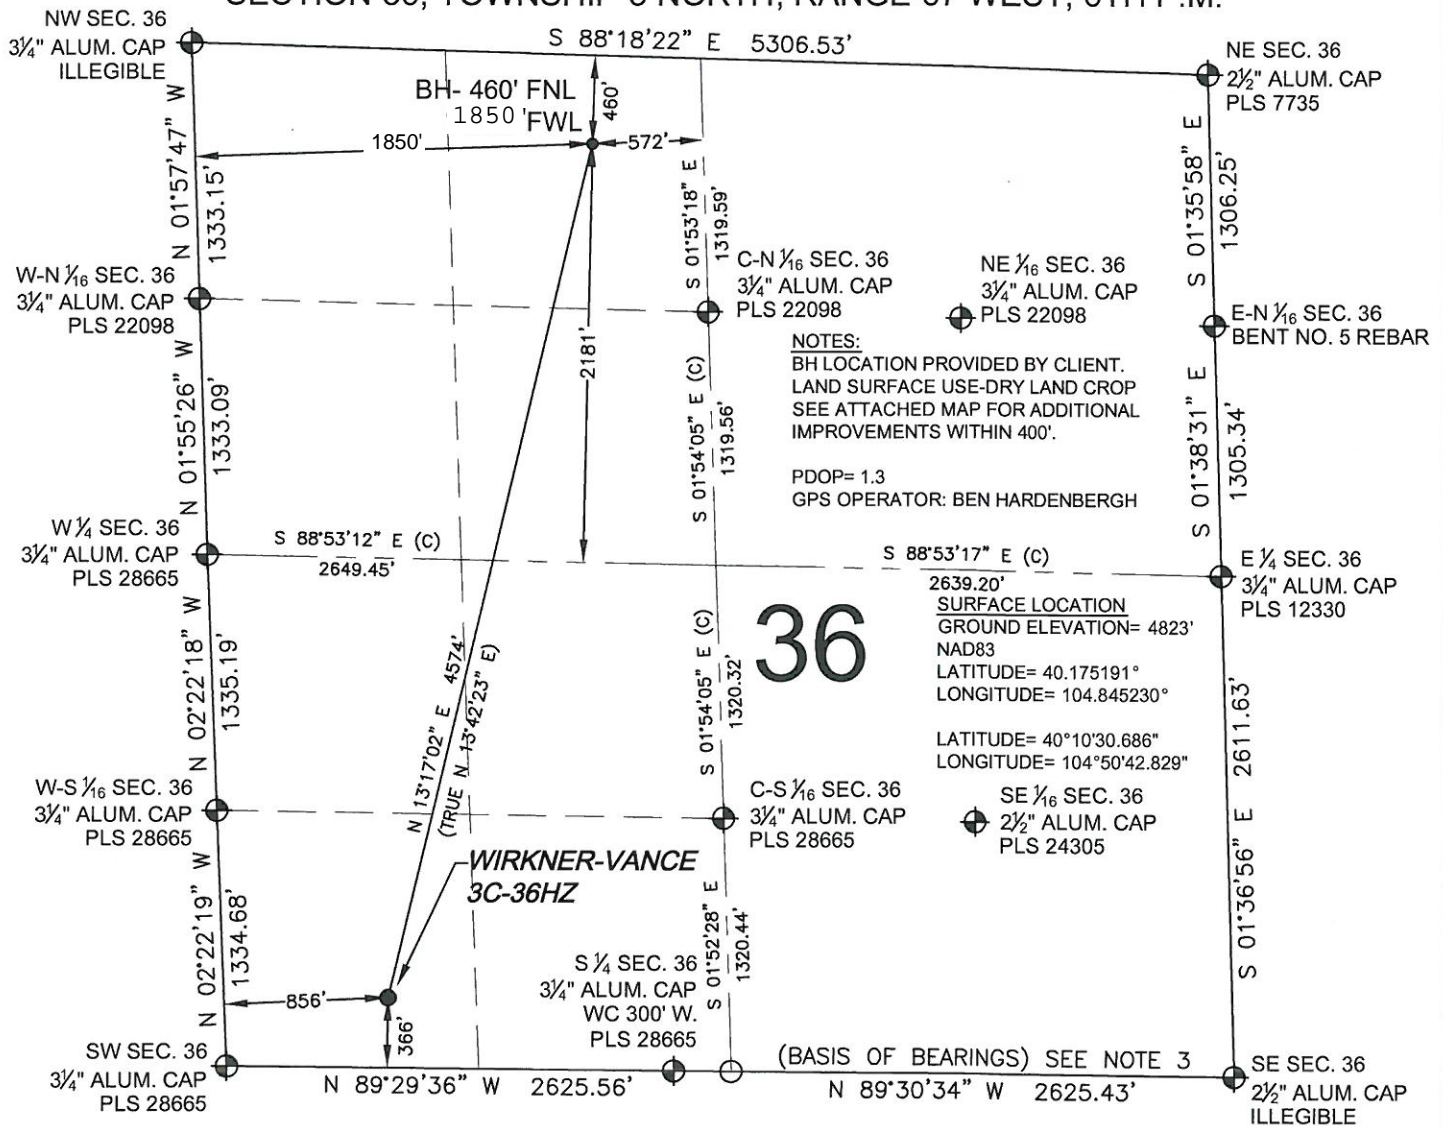 NW SEC. 36
3¼" ALUM. CAP
ILLEGIBLE
S 88°18'22" E 5306.53'
NE SEC. 36
2½" ALUM. CAP
PLS 7735
BH- 460' FNL
1850 'FWL
460'
1850'
572'
N 01°57'47" W
1333.15'
S 01°53'18" E
1319.59'
S 01°35'58" E
1306.25'
W-N 1⁄16 SEC. 36
3¼" ALUM. CAP
PLS 22098
C-N 1⁄16 SEC. 36
3¼" ALUM. CAP
PLS 22098
NE 1⁄16 SEC. 36
3¼" ALUM. CAP
PLS 22098
E-N 1⁄16 SEC. 36
BENT NO. 5 REBAR
NOTES:
BH LOCATION PROVIDED BY CLIENT.
LAND SURFACE USE-DRY LAND CROP
SEE ATTACHED MAP FOR ADDITIONAL
IMPROVEMENTS WITHIN 400'.
PDOP= 1.3
GPS OPERATOR: BEN HARDENBERGH
2181'
N 01°55'26" W
1333.09'
S 01°54'05" E (C)
1319.56'
S 01°38'31" E
1305.34'
W ¼ SEC. 36
3¼" ALUM. CAP
PLS 28665
S 88°53'12" E (C)
2649.45'
S 88°53'17" E (C)
2639.20'
E ¼ SEC. 36
3¼" ALUM. CAP
PLS 12330
36
SURFACE LOCATION
GROUND ELEVATION= 4823'
NAD83
LATITUDE= 40.175191°
LONGITUDE= 104.845230°
LATITUDE= 40°10'30.686"
LONGITUDE= 104°50'42.829"
N 02°22'18" W
1335.19'
N 13°17'02" E 4574'
(TRUE N 13°42'23" E)
S 01°54'05" E (C)
1320.32'
S 01°36'56" E 2611.63'
W-S 1⁄16 SEC. 36
3¼" ALUM. CAP
PLS 28665
C-S 1⁄16 SEC. 36
3¼" ALUM. CAP
PLS 28665
SE 1⁄16 SEC. 36
2½" ALUM. CAP
PLS 24305
WIRKNER-VANCE
3C-36HZ
N 02°22'19" W
1334.68'
856'
366'
S 01°52'28" E
1320.44'
S ¼ SEC. 36
3¼" ALUM. CAP
WC 300' W.
PLS 28665
SW SEC. 36
3¼" ALUM. CAP
PLS 28665
N 89°29'36" W 2625.56'
(BASIS OF BEARINGS) SEE NOTE 3
N 89°30'34" W 2625.43'
SE SEC. 36
2½" ALUM. CAP
ILLEGIBLE